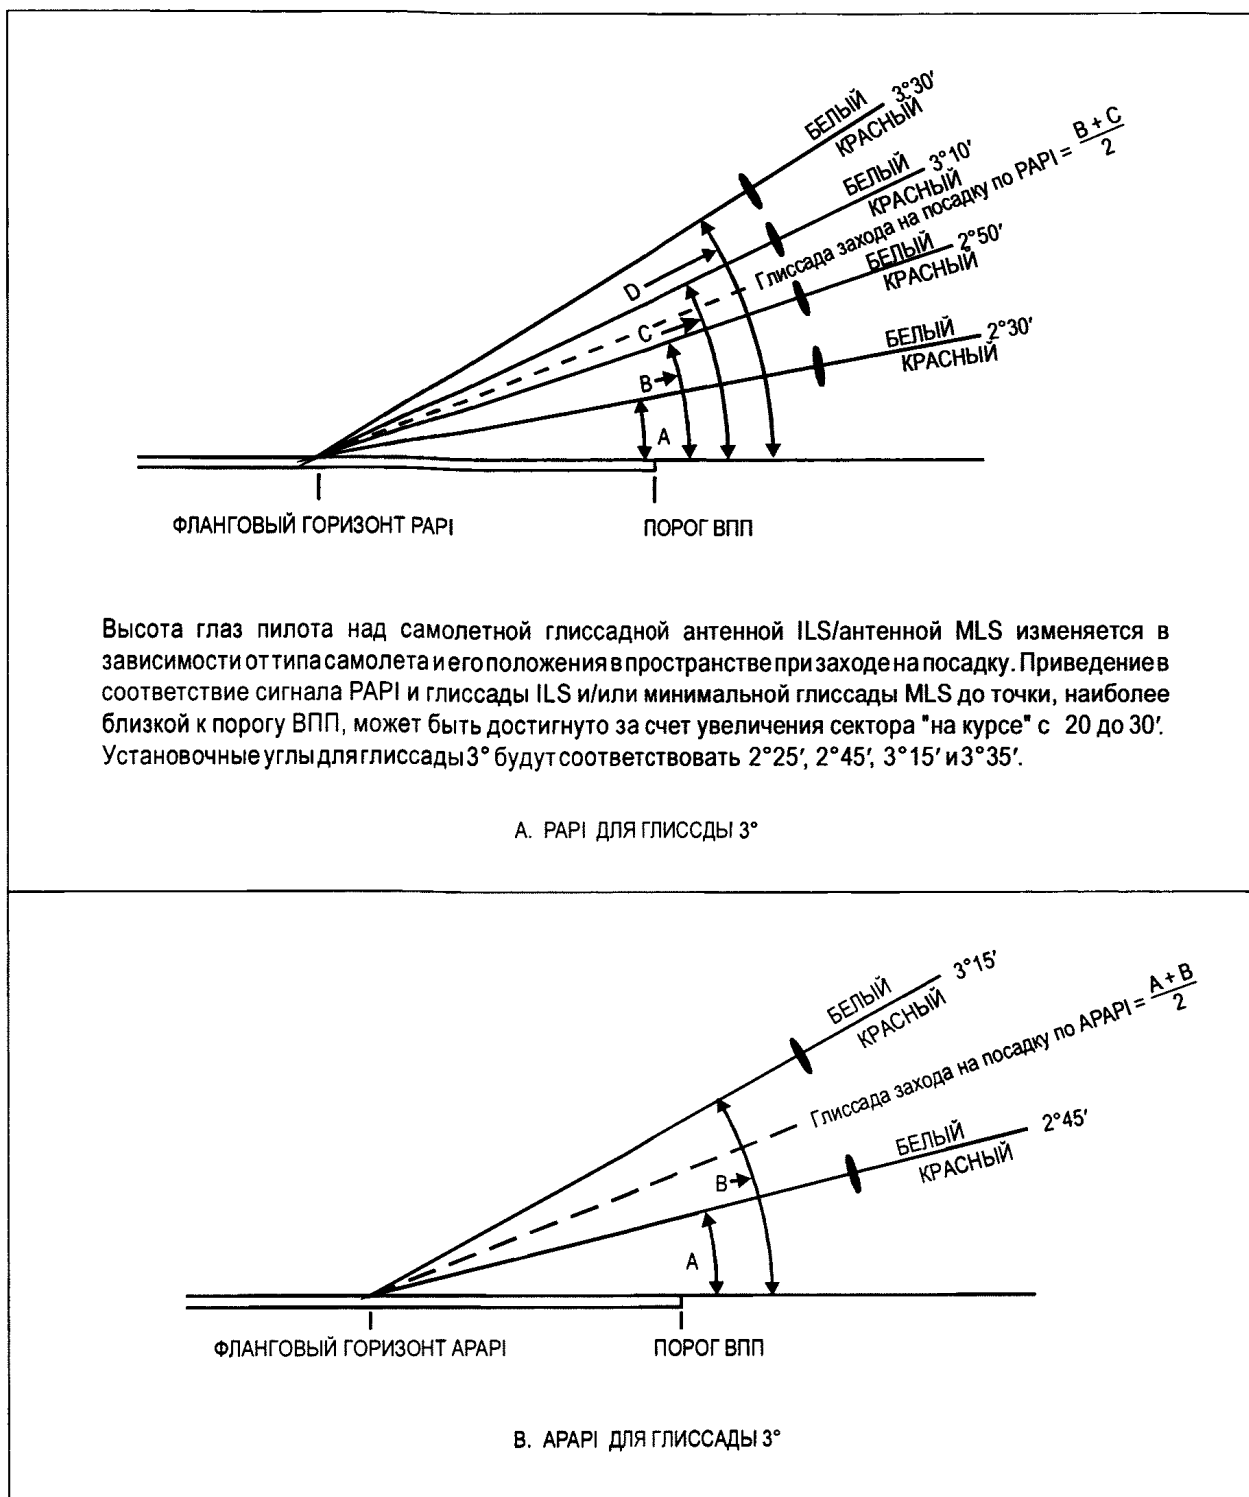 БЕЛЫЙ 3°30′
КРАСНЫЙ
БЕЛЫЙ 3°10′
КРАСНЫЙ
Глиссада захода на посадку по PAPI = B + C
2
БЕЛЫЙ 2°50′
КРАСНЫЙ
БЕЛЫЙ 2°30′
КРАСНЫЙ
D
C
B
A
ФЛАНГОВЫЙ ГОРИЗОНТ PAPI
ПОРОГ ВПП
Высота глаз пилота над самолетной глиссадной антенной ILS/антенной MLS изменяется в
зависимости от типа самолета и его положения в пространстве при заходе на посадку. Приведение в
соответствие сигнала PAPI и глиссады ILS и/или минимальной глиссады MLS до точки, наиболее
близкой к порогу ВПП, может быть достигнуто за счет увеличения сектора "на курсе" с 20 до 30′.
Установочные углы для глиссады 3° будут соответствовать 2°25′, 2°45′, 3°15′ и 3°35′.
A. PAPI ДЛЯ ГЛИССДЫ 3°
БЕЛЫЙ 3°15′
КРАСНЫЙ
Глиссада захода на посадку по APAPI = A + B
2
БЕЛЫЙ 2°45′
КРАСНЫЙ
B
A
ФЛАНГОВЫЙ ГОРИЗОНТ APAPI
ПОРОГ ВПП
B. APAPI ДЛЯ ГЛИССАДЫ 3°